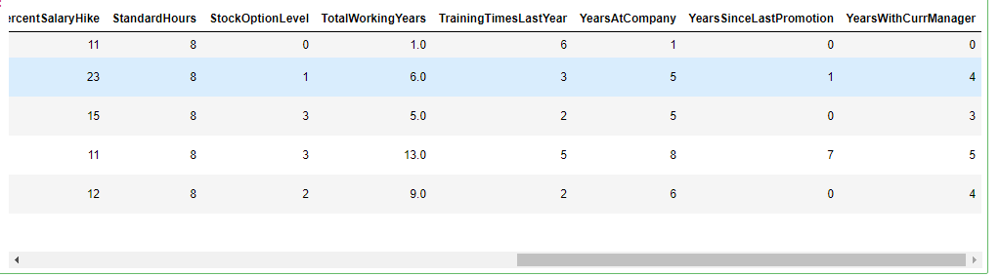 ercentSalaryHike StandardHours StockOptionLevel TotalWorkingYears TrainingTimesLastYear YearsAtCompany YearsSinceLastPromotion YearsWithCurrManager
11 8 0 1.0 6 1 0 0
23 8 1 6.0 3 5 1 4
15 8 3 5.0 2 5 0 3
11 8 3 13.0 5 8 7 5
12 8 2 9.0 2 6 0 4